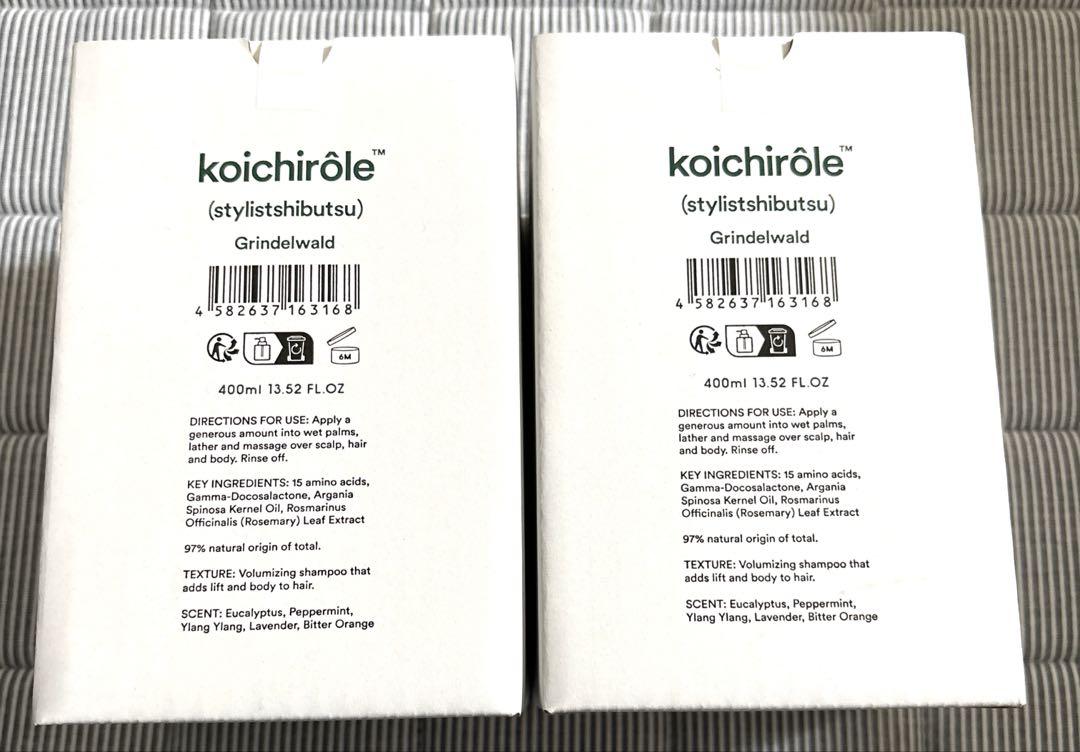 koichirôle™
(stylistshibutsu)
Grindelwald
4 582637 163168
6M
400ml 13.52 FL.OZ
DIRECTIONS FOR USE: Apply a
generous amount into wet palms,
lather and massage over scalp, hair
and body. Rinse off.
KEY INGREDIENTS: 15 amino acids,
Gamma-Docosalactone, Argania
Spinosa Kernel Oil, Rosmarinus
Officinalis (Rosemary) Leaf Extract
97% natural origin of total.
TEXTURE: Volumizing shampoo that
adds lift and body to hair.
SCENT: Eucalyptus, Peppermint,
Ylang Ylang, Lavender, Bitter Orange
koichirôle™
(stylistshibutsu)
Grindelwald
4 582637 163168
6M
400ml 13.52 FL.OZ
DIRECTIONS FOR USE: Apply a
generous amount into wet palms,
lather and massage over scalp, hair
and body. Rinse off.
KEY INGREDIENTS: 15 amino acids,
Gamma-Docosalactone, Argania
Spinosa Kernel Oil, Rosmarinus
Officinalis (Rosemary) Leaf Extract
97% natural origin of total.
TEXTURE: Volumizing shampoo that
adds lift and body to hair.
SCENT: Eucalyptus, Peppermint,
Ylang Ylang, Lavender, Bitter Orange